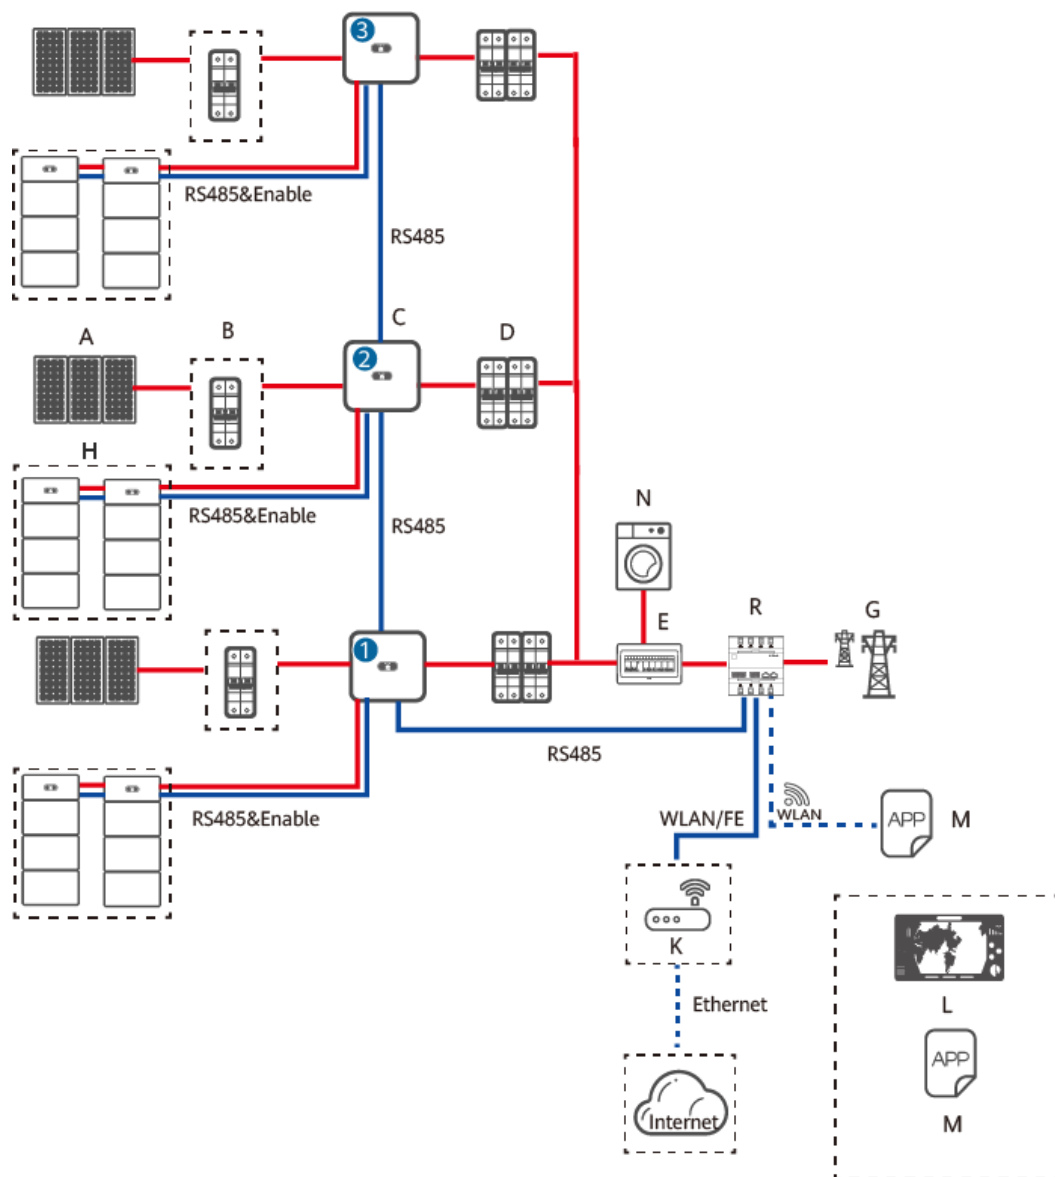 3
RS485&Enable
RS485
A
B
C
D
2
H
RS485&Enable
RS485
N
E
R
G
1
RS485
RS485&Enable
WLAN/FE
WLAN
APP
M
K
Ethernet
L
APP
M
Internet